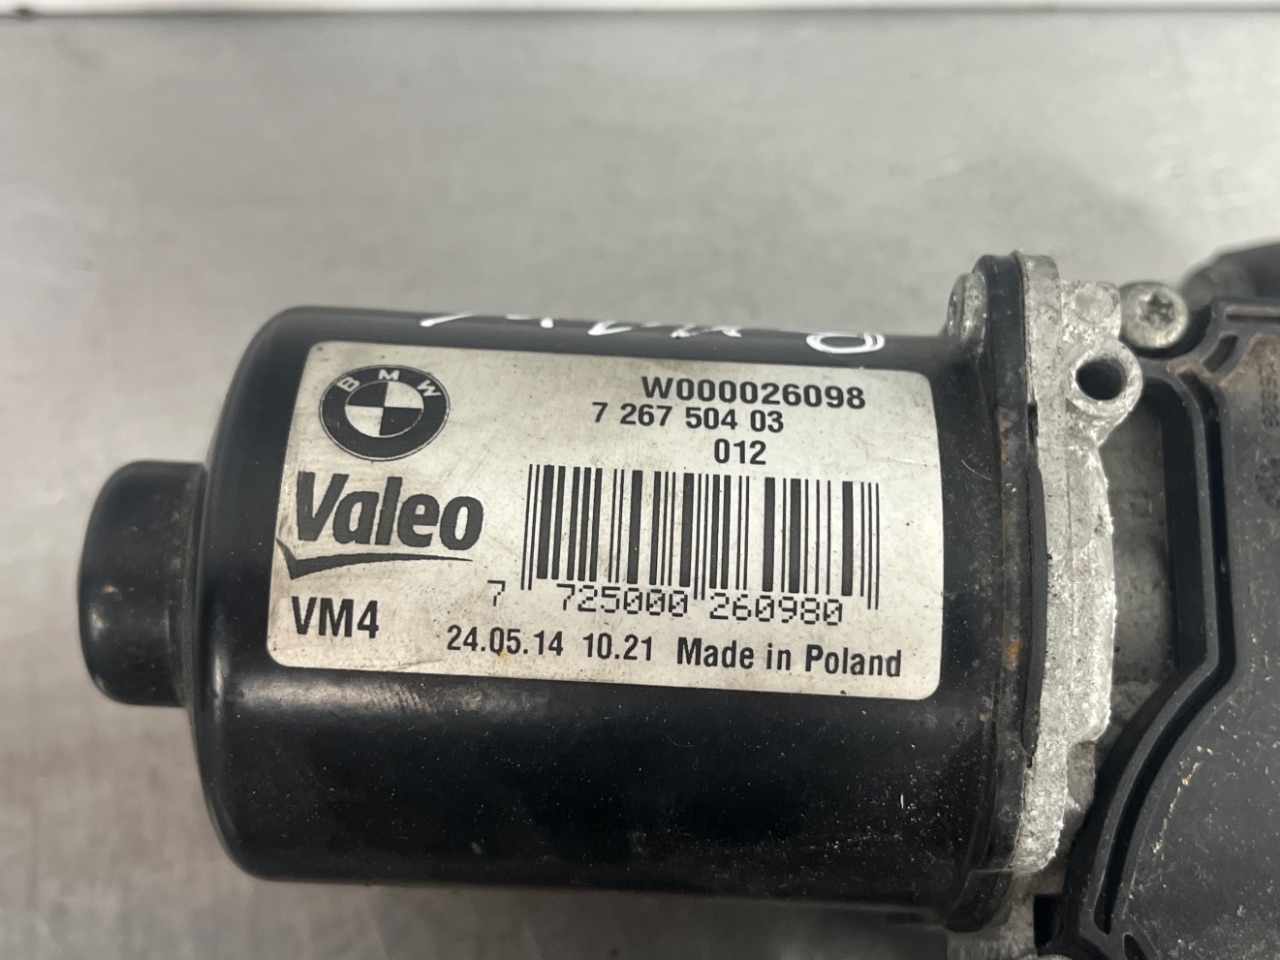 BMW
W000026098
7 267 504 03
012
Valeo
7 725000 260980
VM4
24.05.14 10.21 Made in Poland